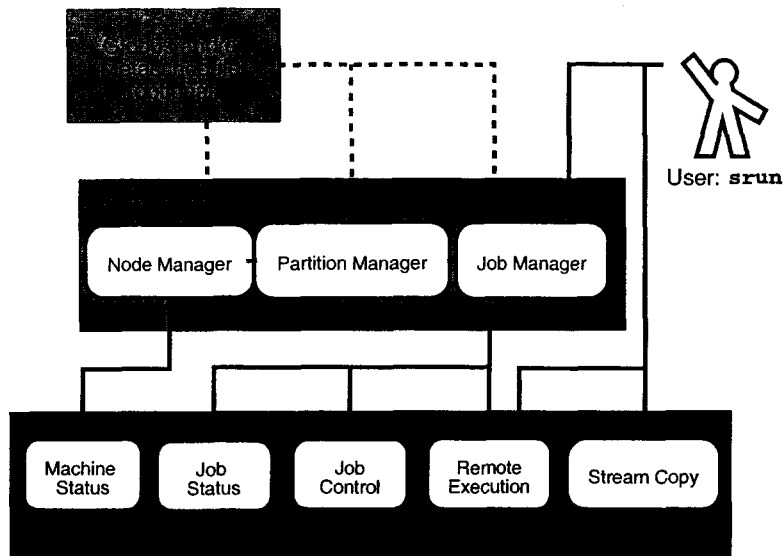 User: srun
Node Manager
Partition Manager
Job Manager
Machine
Status
Job
Status
Job
Control
Remote
Execution
Stream Copy